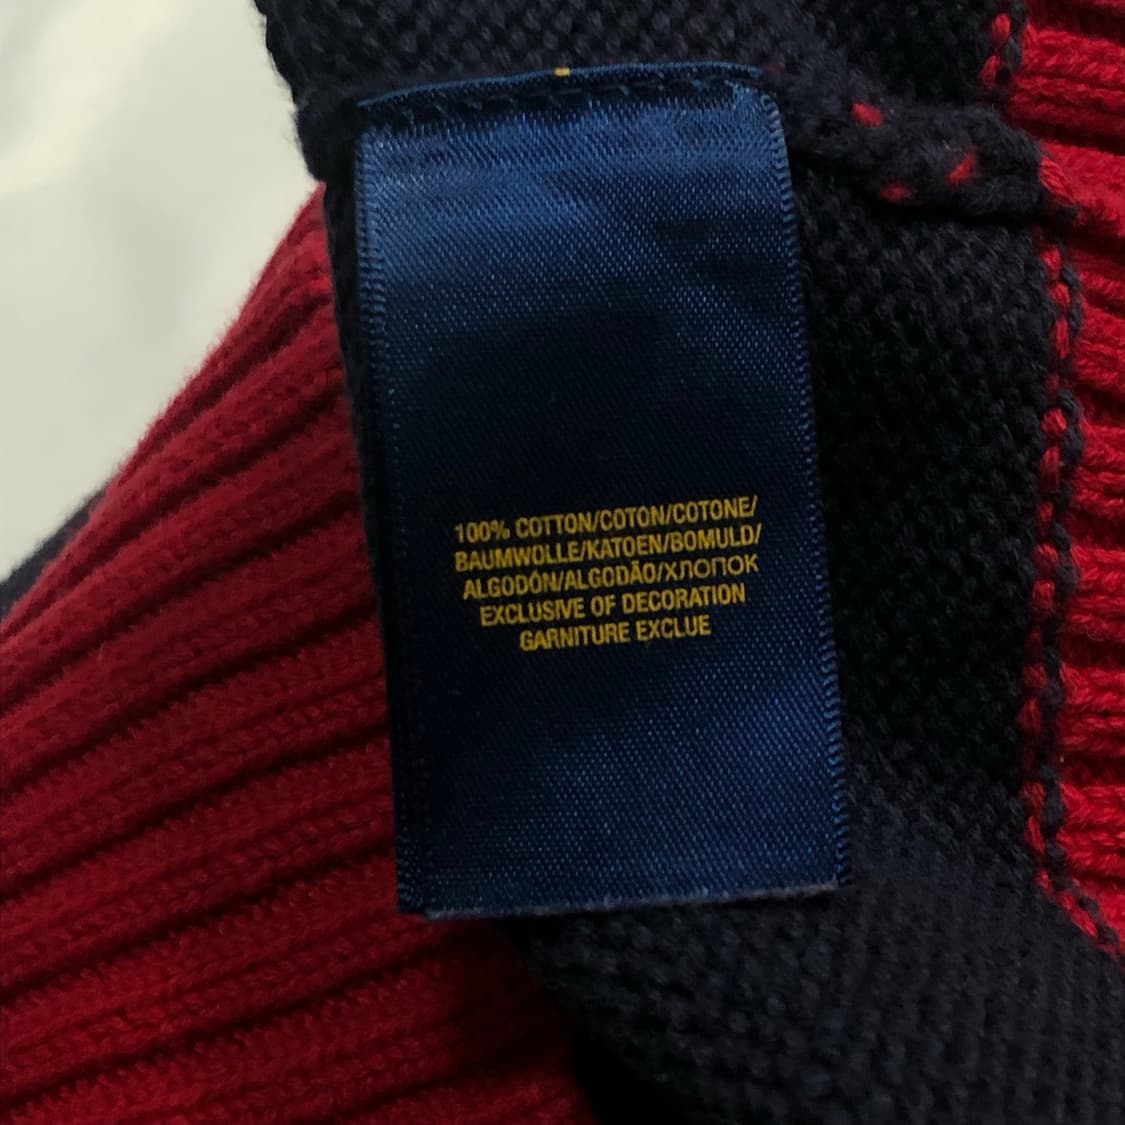 100% COTTON/COTON/COTONE/
BAUMWOLLE/KATOEN/BOMULD/
ALGODÓN/ALGODÃO/ХЛОПОК
EXCLUSIVE OF DECORATION
GARNITURE EXCLUE